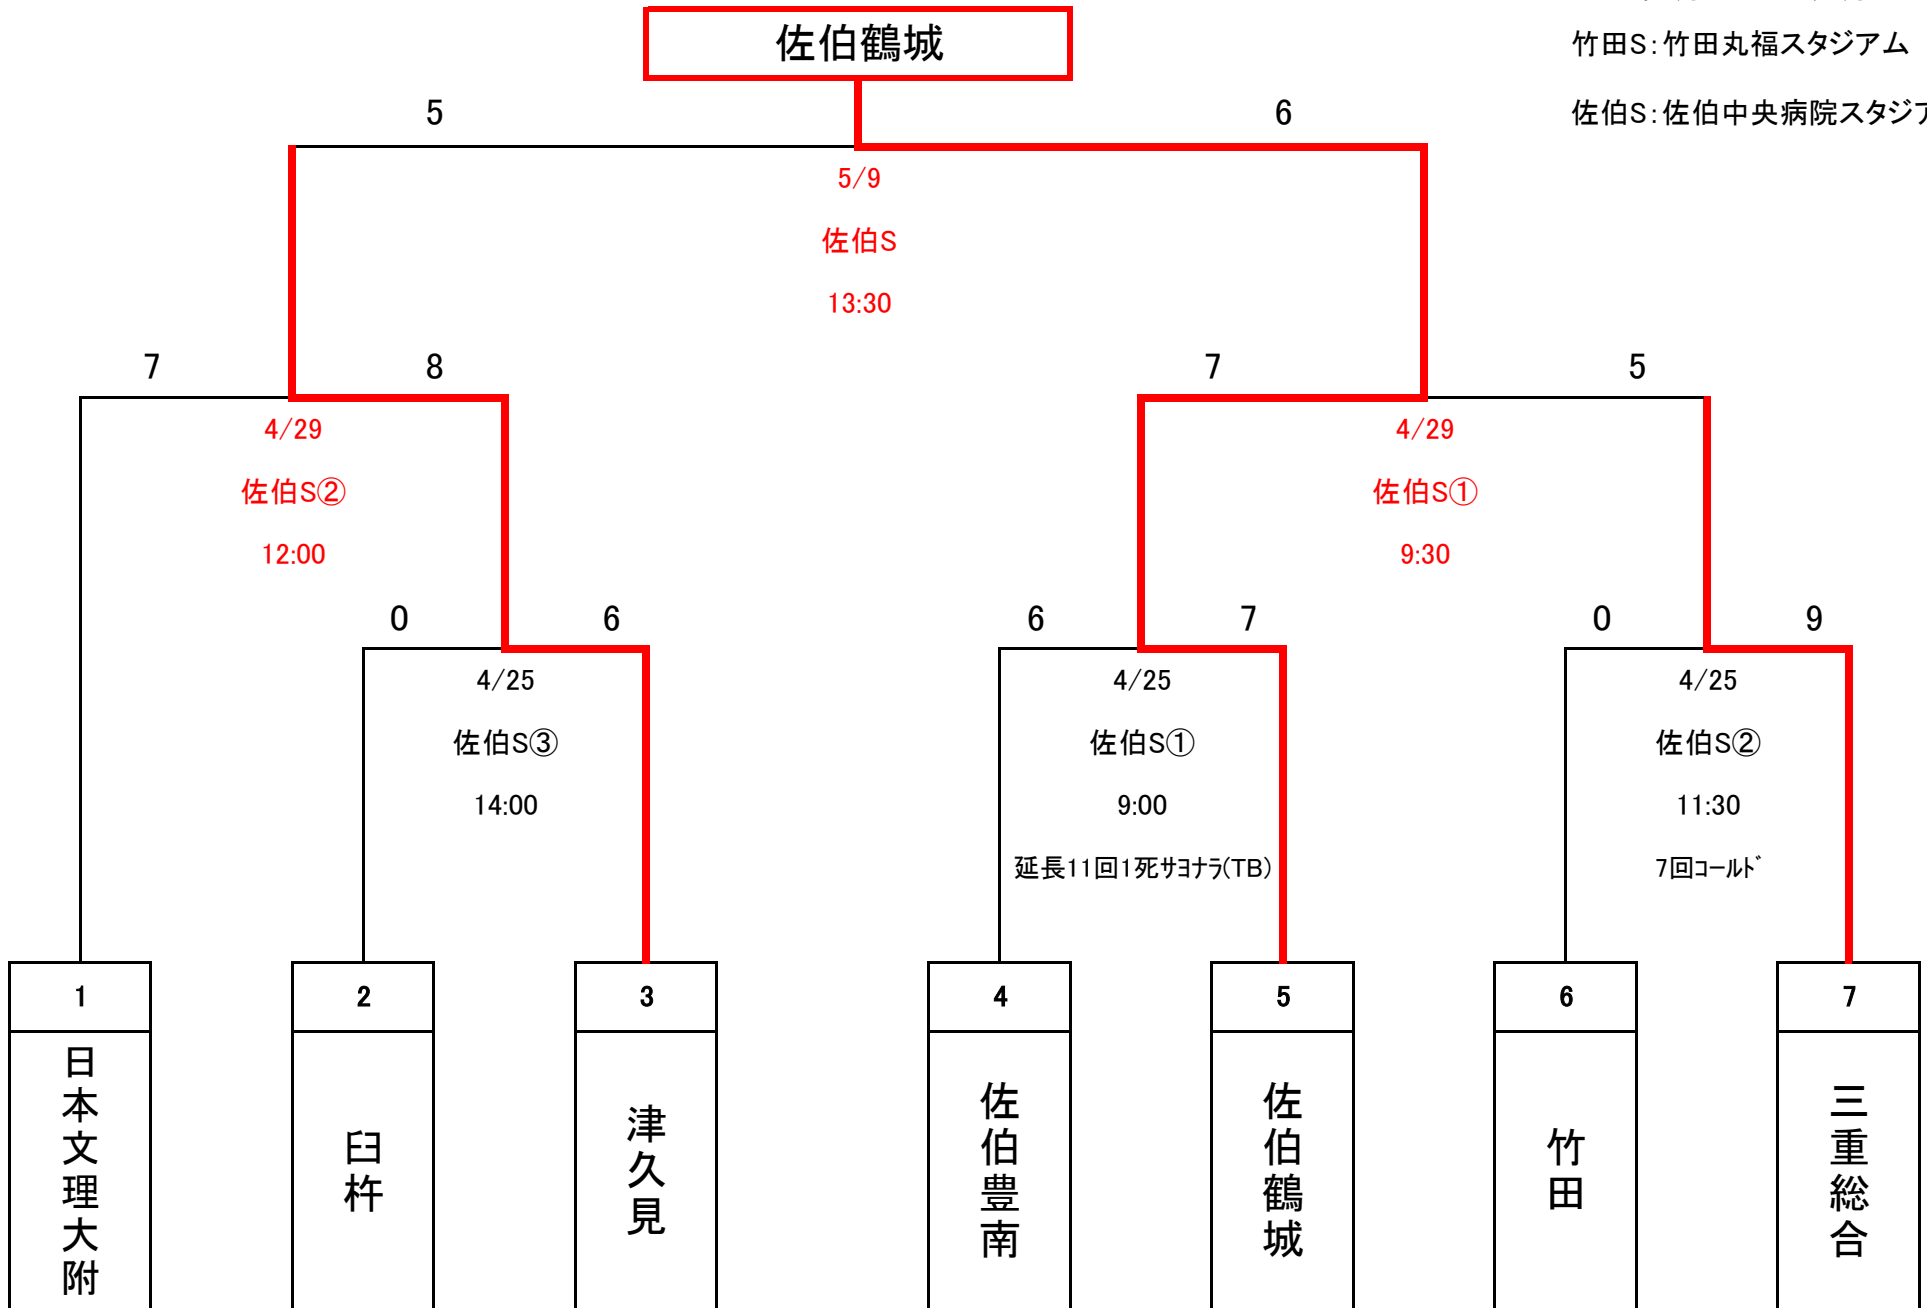 佐伯鶴城
竹田S:竹田丸福スタジアム
佐伯S:佐伯中央病院スタジア
5
6
5/9
佐伯S
13:30
7
8
7
5
4/29
佐伯S②
12:00
4/29
佐伯S①
9:30
0
6
6
7
0
9
4/25
佐伯S③
14:00
4/25
佐伯S①
9:00
延長11回1死サヨナラ(TB)
4/25
佐伯S②
11:30
7回コールド
1
2
3
4
5
6
7
日本文理大附
臼杵
津久見
佐伯豊南
佐伯鶴城
竹田
三重総合